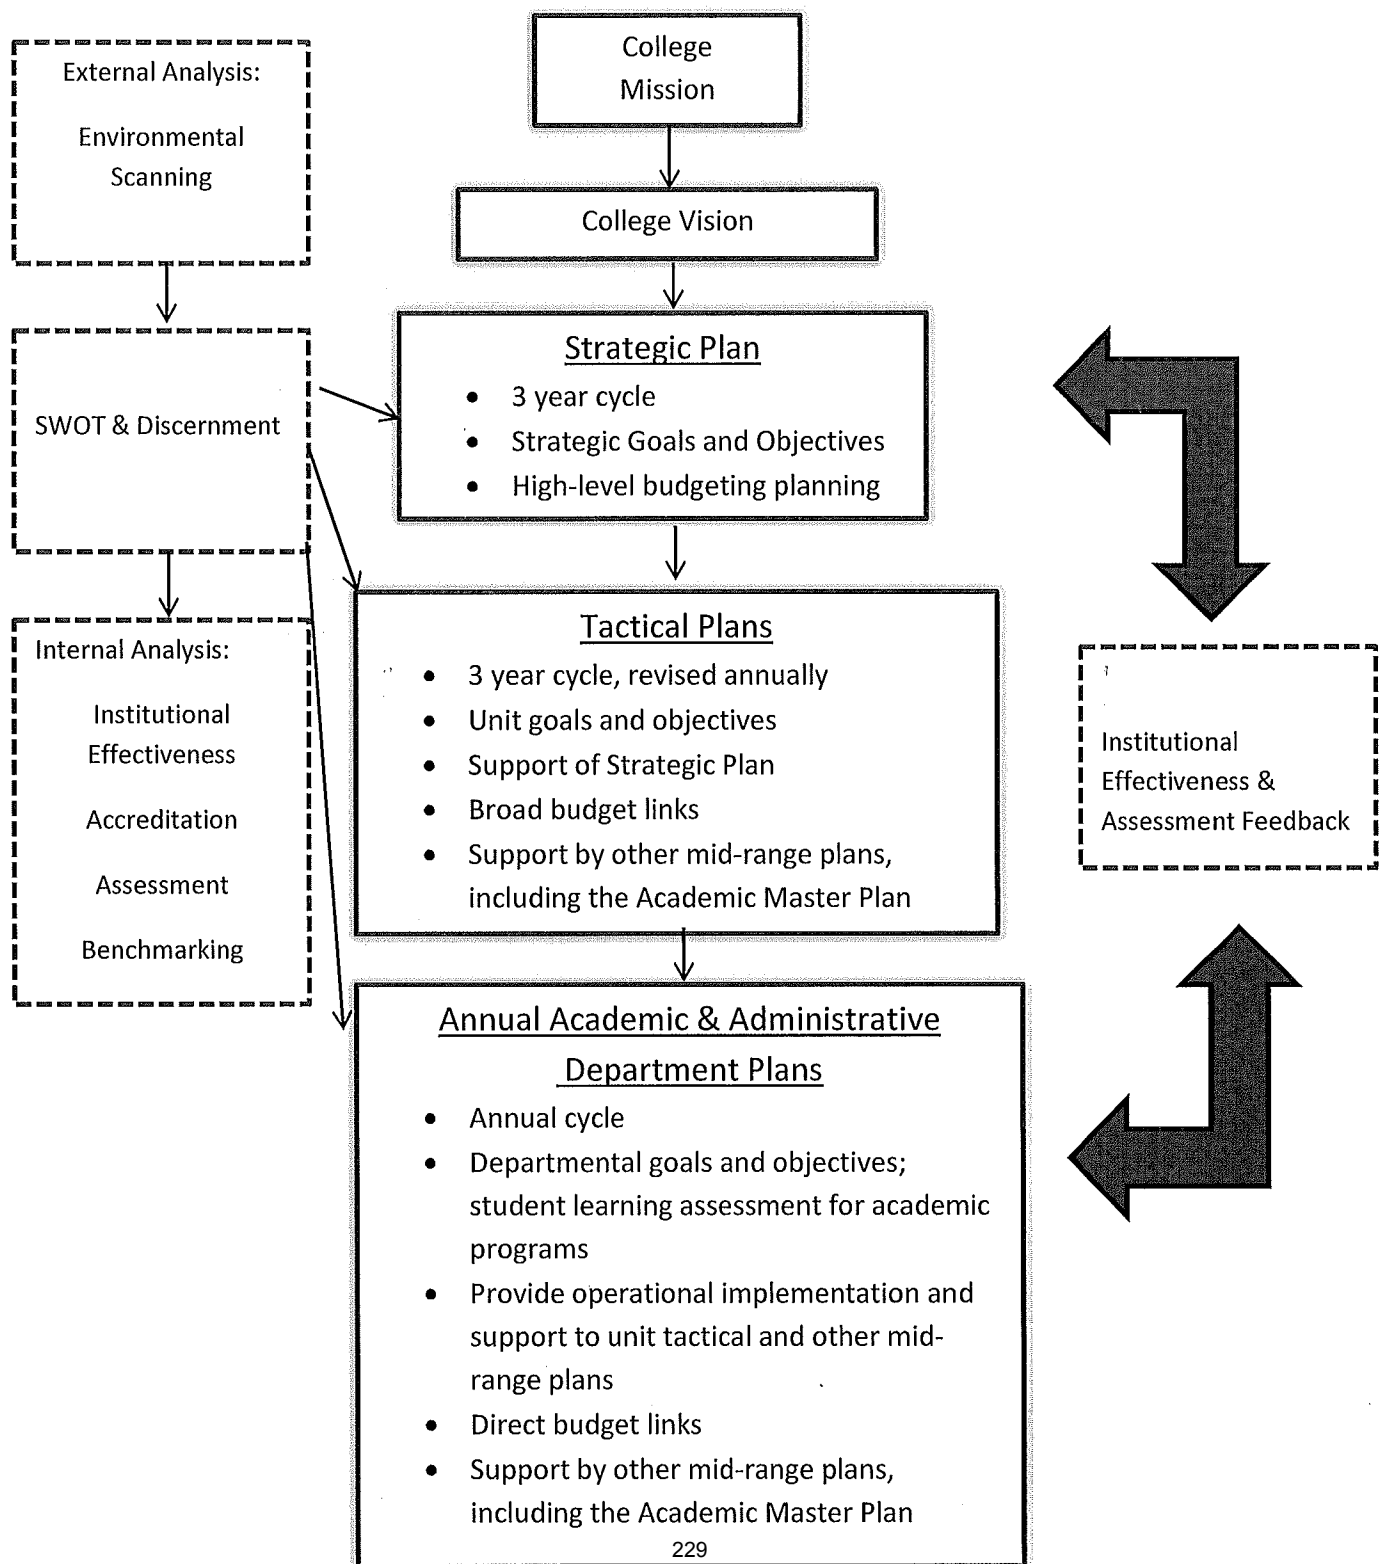 College
Mission
External Analysis:
Environmental
Scanning
College Vision
SWOT & Discernment
Strategic Plan
• 3 year cycle
• Strategic Goals and Objectives
• High-level budgeting planning
Internal Analysis:
Institutional
Effectiveness
Accreditation
Assessment
Benchmarking
Tactical Plans
• 3 year cycle, revised annually
• Unit goals and objectives
• Support of Strategic Plan
• Broad budget links
• Support by other mid-range plans,
including the Academic Master Plan
Institutional
Effectiveness &
Assessment Feedback
Annual Academic & Administrative
Department Plans
• Annual cycle
• Departmental goals and objectives;
student learning assessment for academic
programs
• Provide operational implementation and
support to unit tactical and other mid-
range plans
• Direct budget links
• Support by other mid-range plans,
including the Academic Master Plan
229